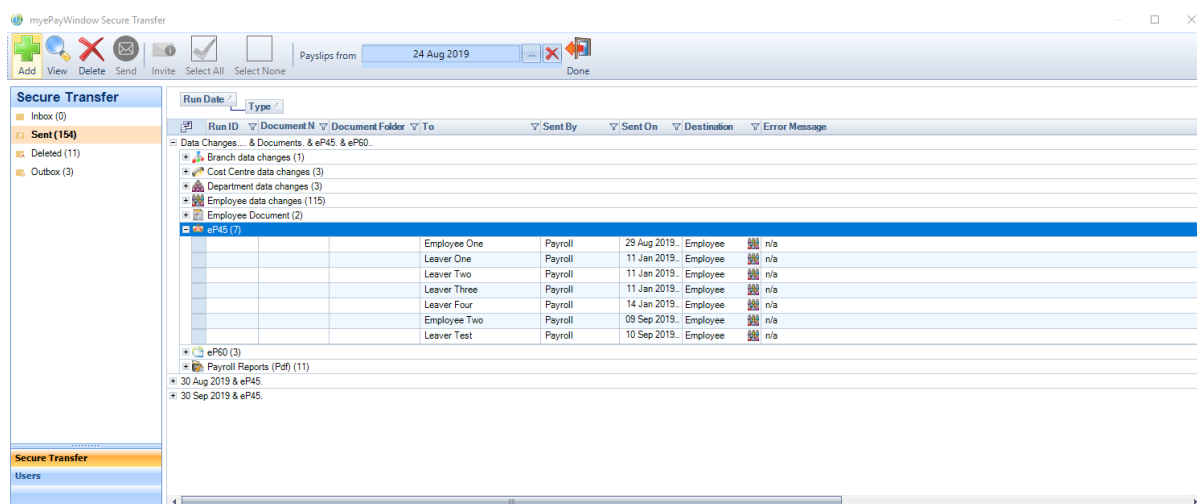 myePayWindow Secure Transfer
Add View Delete Send Invite Select All Select None Payslips from 24 Aug 2019 ... Done
Secure Transfer
Inbox (0)
Sent (154)
Deleted (11)
Outbox (3)
Run Date
Type
Run ID Document N Document Folder To Sent By Sent On Destination Error Message
Data Changes.... & Documents. & eP45. & eP60..
Branch data changes (1)
Cost Centre data changes (3)
Department data changes (3)
Employee data changes (115)
Employee Document (2)
eP45 (7)
Employee One Payroll 29 Aug 2019... Employee n/a
Leaver One Payroll 11 Jan 2019... Employee n/a
Leaver Two Payroll 11 Jan 2019... Employee n/a
Leaver Three Payroll 11 Jan 2019... Employee n/a
Leaver Four Payroll 14 Jan 2019... Employee n/a
Employee Two Payroll 09 Sep 2019... Employee n/a
Leaver Test Payroll 10 Sep 2019... Employee n/a
eP60 (3)
Payroll Reports (Pdf) (11)
30 Aug 2019 & eP45.
30 Sep 2019 & eP45.
Secure Transfer
Users